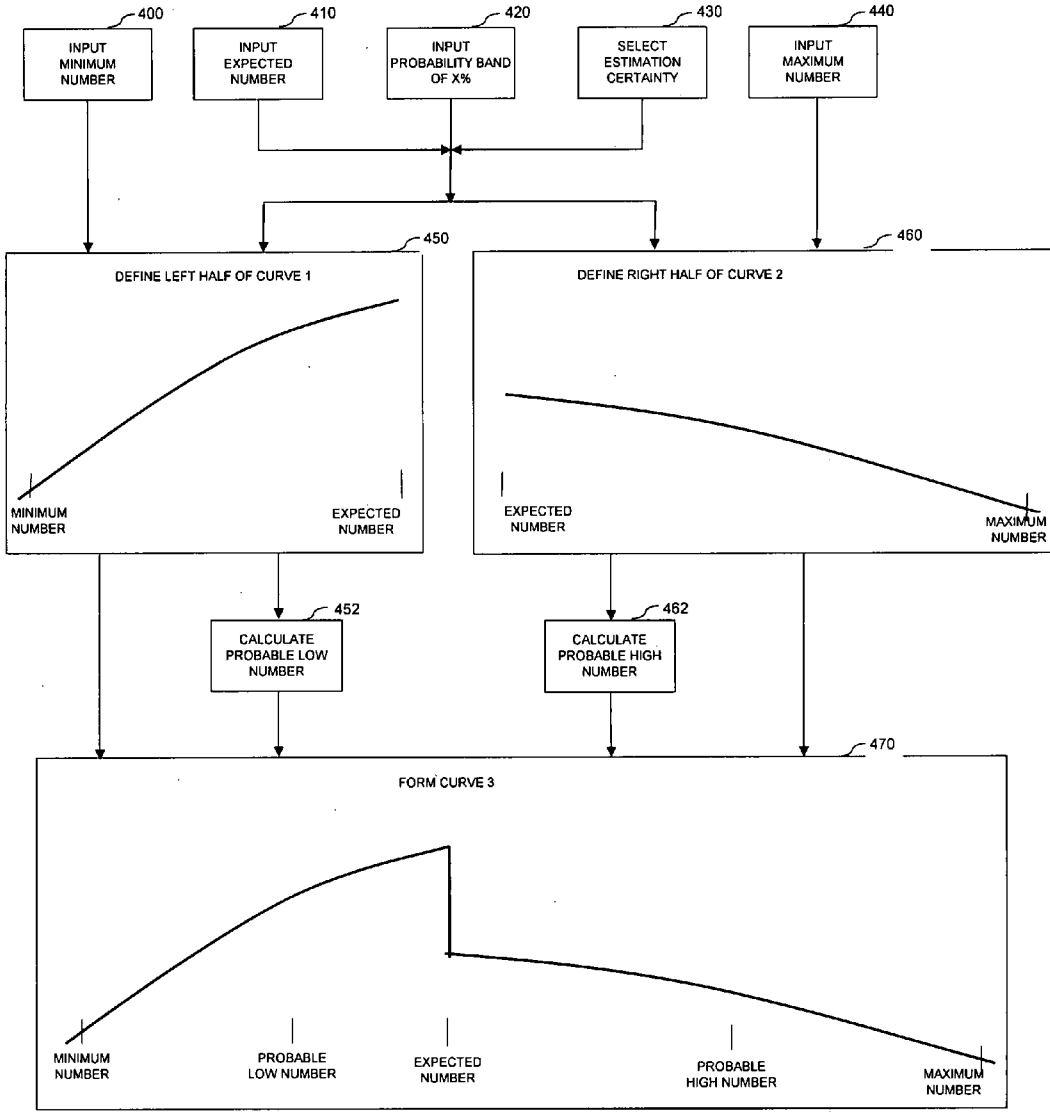 400
410
420
430
440
INPUT
MINIMUM
NUMBER
INPUT
EXPECTED
NUMBER
INPUT
PROBABILITY BAND
OF X%
SELECT
ESTIMATION
CERTAINTY
INPUT
MAXIMUM
NUMBER
450
460
DEFINE LEFT HALF OF CURVE 1
MINIMUM
NUMBER
EXPECTED
NUMBER
DEFINE RIGHT HALF OF CURVE 2
EXPECTED
NUMBER
MAXIMUM
NUMBER
452
CALCULATE
PROBABLE LOW
NUMBER
462
CALCULATE
PROBABLE HIGH
NUMBER
470
FORM CURVE 3
MINIMUM
NUMBER
PROBABLE
LOW NUMBER
EXPECTED
NUMBER
PROBABLE
HIGH NUMBER
MAXIMUM
NUMBER